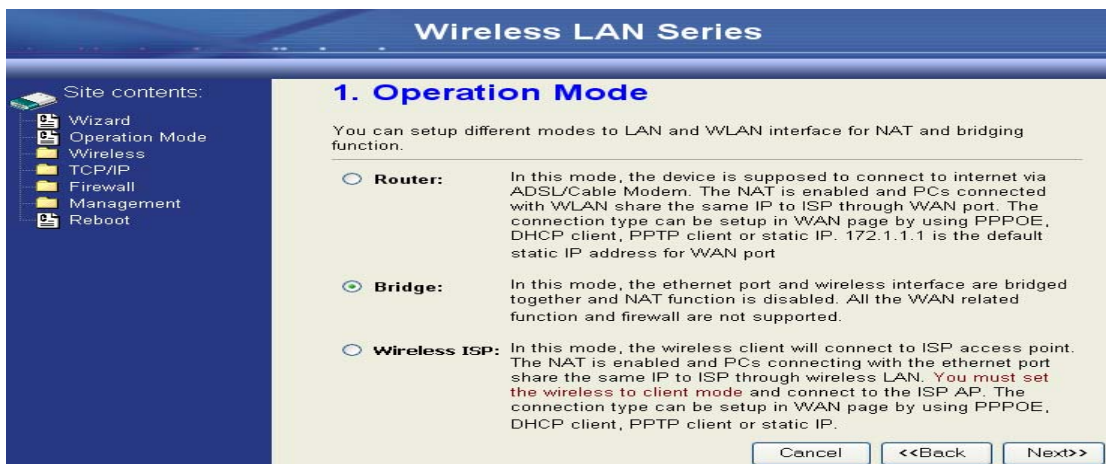 Wireless LAN Series
Site contents:
Wizard
Operation Mode
Wireless
TCP/IP
Firewall
Management
Reboot
1. Operation Mode
You can setup different modes to LAN and WLAN interface for NAT and bridging
function.
Router:
In this mode, the device is supposed to connect to internet via
ADSL/Cable Modem. The NAT is enabled and PCs connected
with WLAN share the same IP to ISP through WAN port. The
connection type can be setup in WAN page by using PPPOE,
DHCP client, PPTP client or static IP. 172.1.1.1 is the default
static IP address for WAN port
Bridge:
In this mode, the ethernet port and wireless interface are bridged
together and NAT function is disabled. All the WAN related
function and firewall are not supported.
Wireless ISP:
In this mode, the wireless client will connect to ISP access point.
The NAT is enabled and PCs connecting with the ethernet port
share the same IP to ISP through wireless LAN. You must set
the wireless to client mode and connect to the ISP AP. The
connection type can be setup in WAN page by using PPPOE,
DHCP client, PPTP client or static IP.
Cancel
<<Back
Next>>